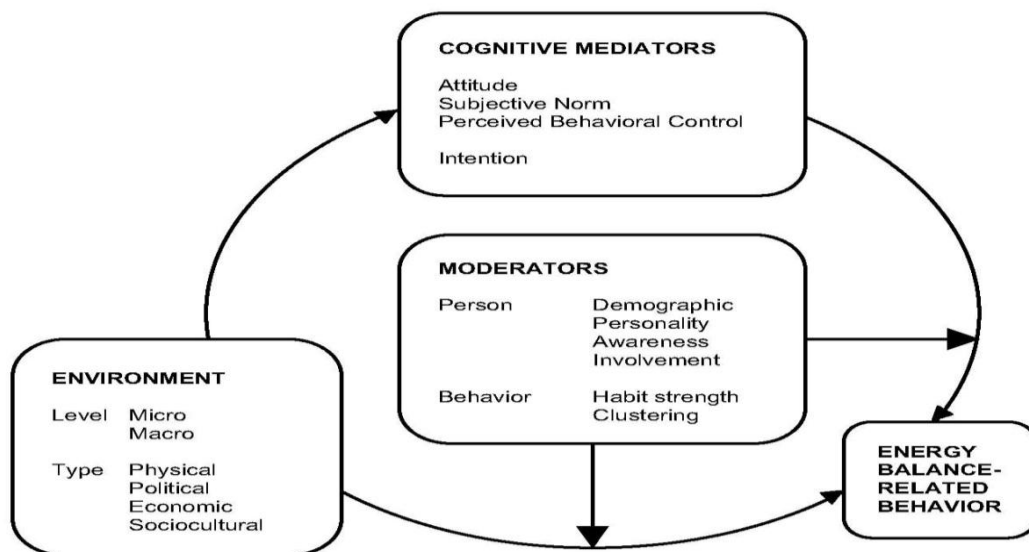 COGNITIVE MEDIATORS
Attitude
Subjective Norm
Perceived Behavioral Control
Intention
MODERATORS
Person Demographic
Personality
Awareness
Involvement
Behavior Habit strength
Clustering
ENVIRONMENT
Level Micro
Macro
Type Physical
Political
Economic
Sociocultural
ENERGY
BALANCE-
RELATED
BEHAVIOR